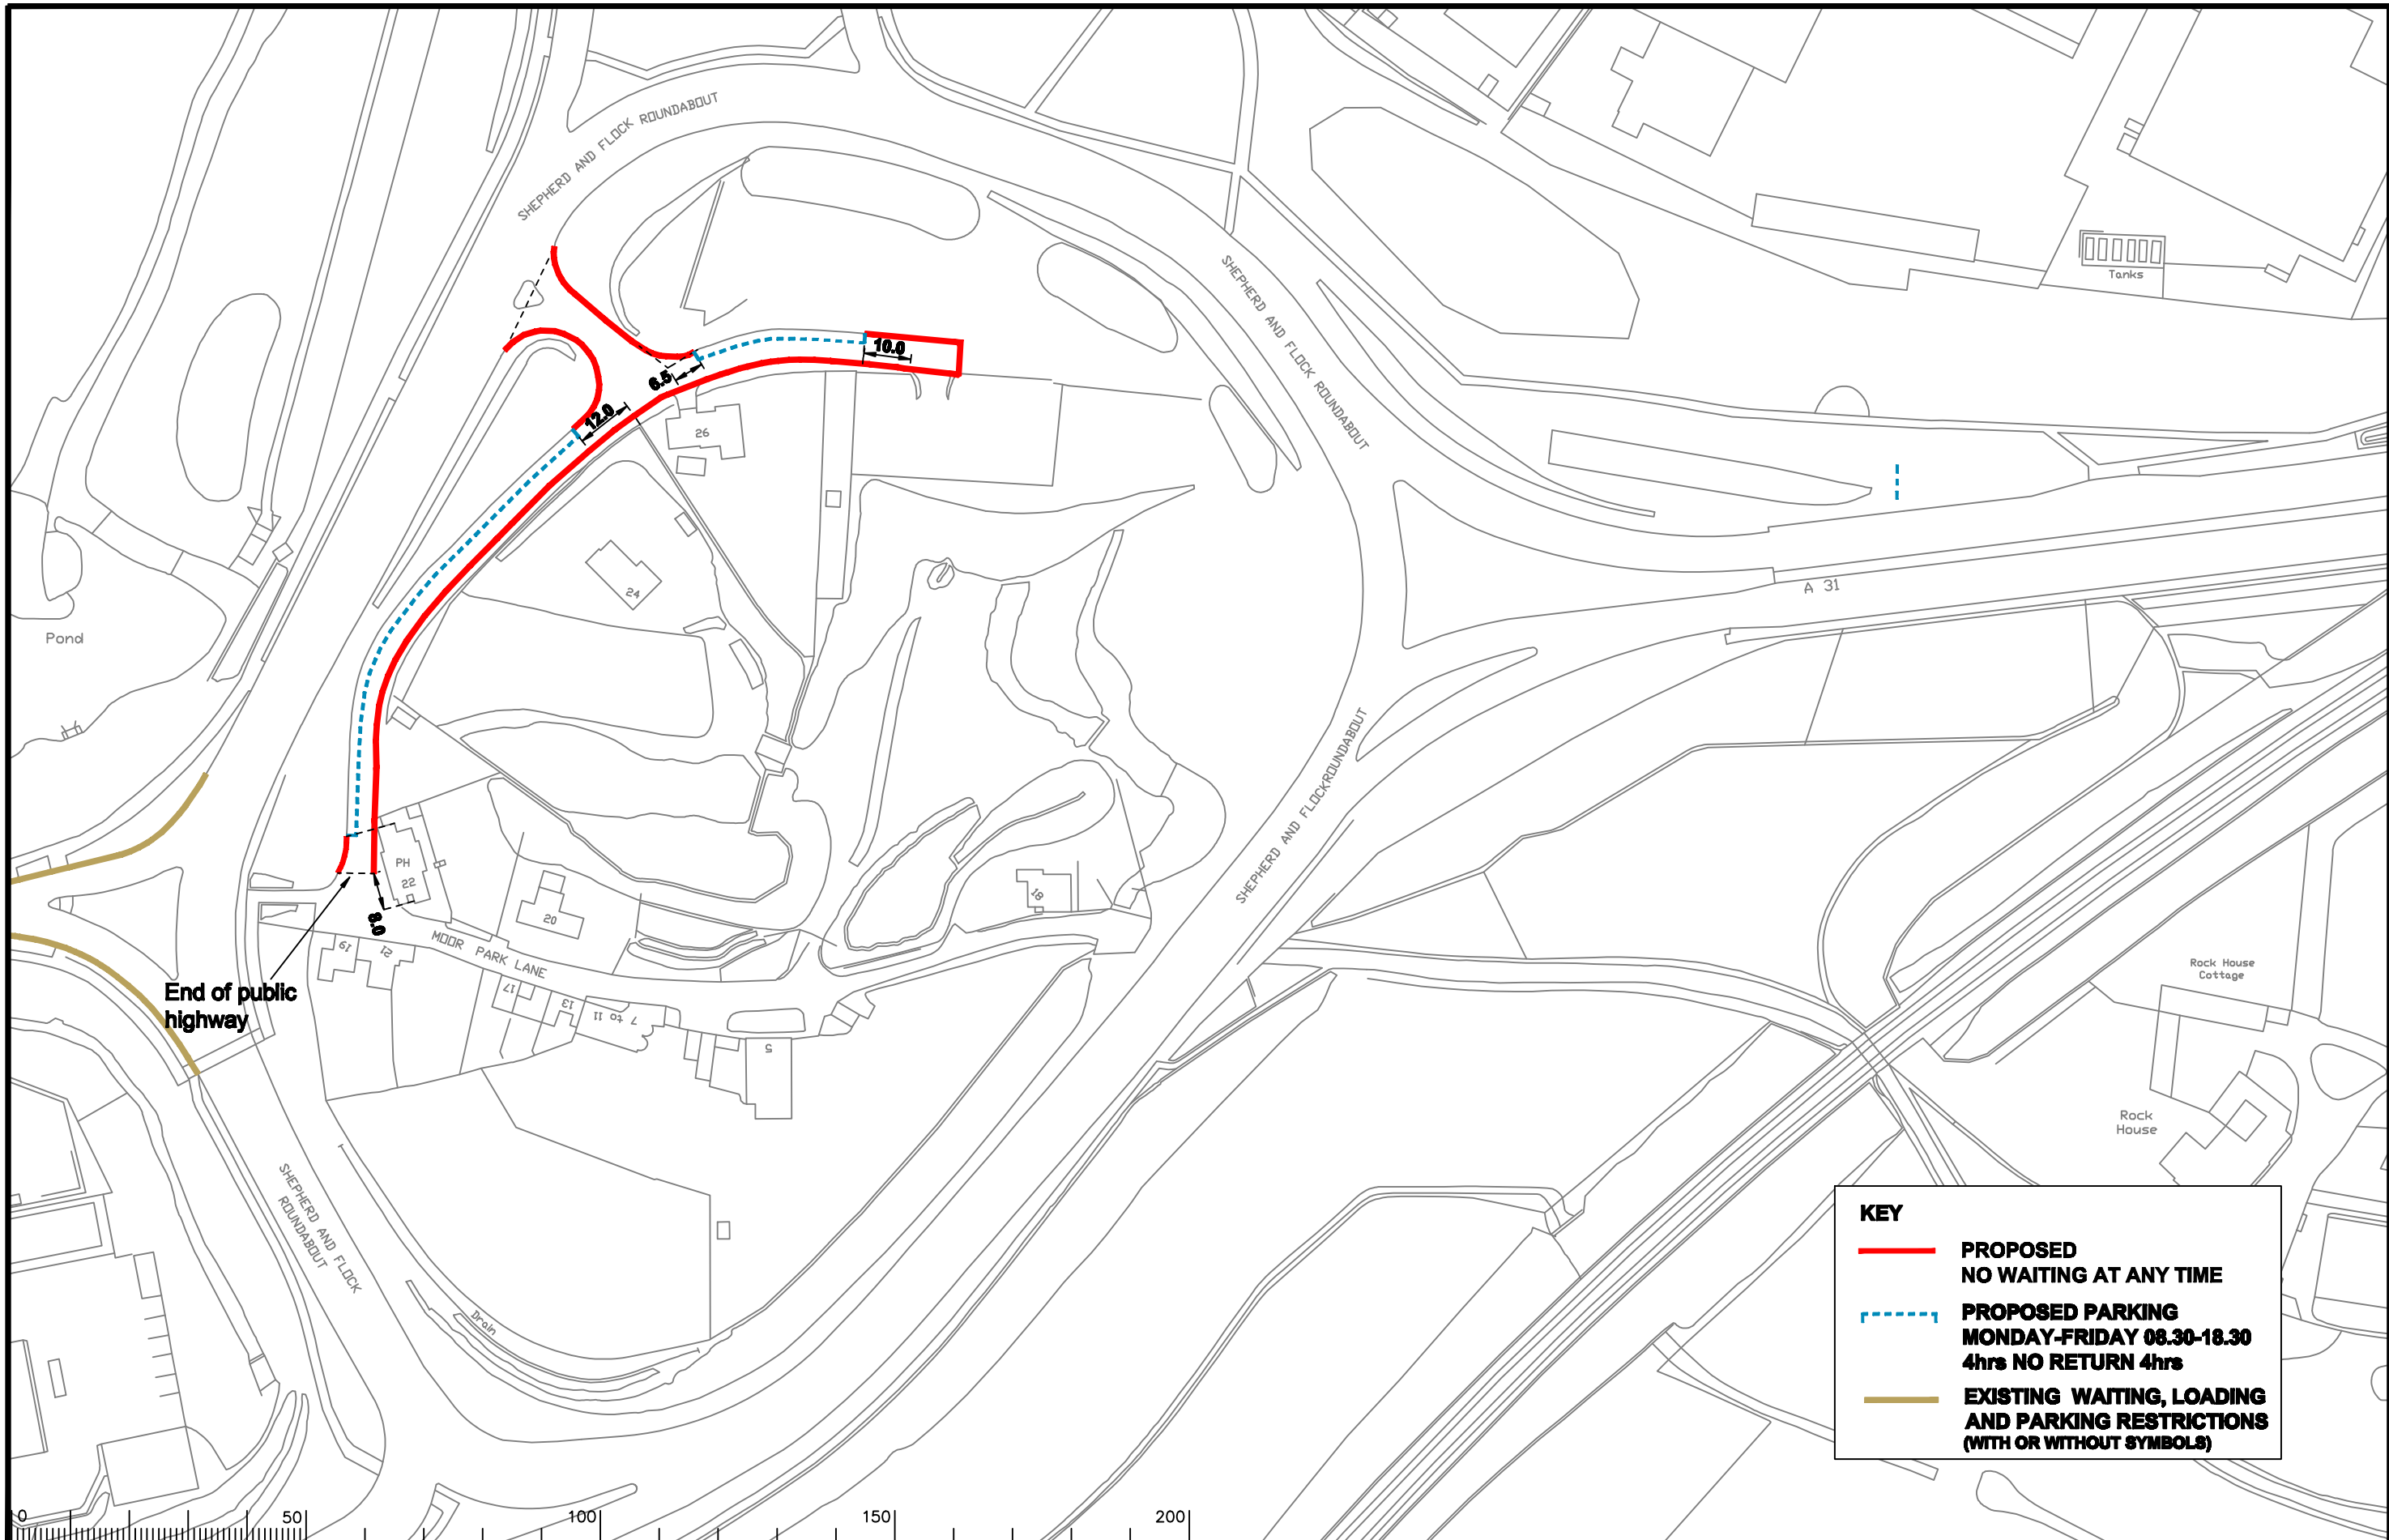 SHEPHERD AND FLOCK ROUNDABOUT
SHEPHERD AND FLOCK ROUNDABOUT
Tanks
10.0
6.5
12.0
26
24
A 31
Pond
SHEPHERD AND FLOCKROUNDABOUT
PH
22
8.0
20
18
19
21
MOOR PARK LANE
17
13
7 to 11
5
End of public
highway
Rock House
Cottage
Rock
House
SHEPHERD AND FLOCK
ROUNDABOUT
Drain
KEY
PROPOSED
NO WAITING AT ANY TIME
PROPOSED PARKING
MONDAY-FRIDAY 08.30-18.30
4hrs NO RETURN 4hrs
EXISTING WAITING, LOADING
AND PARKING RESTRICTIONS
(WITH OR WITHOUT SYMBOLS)
0
50
100
150
200